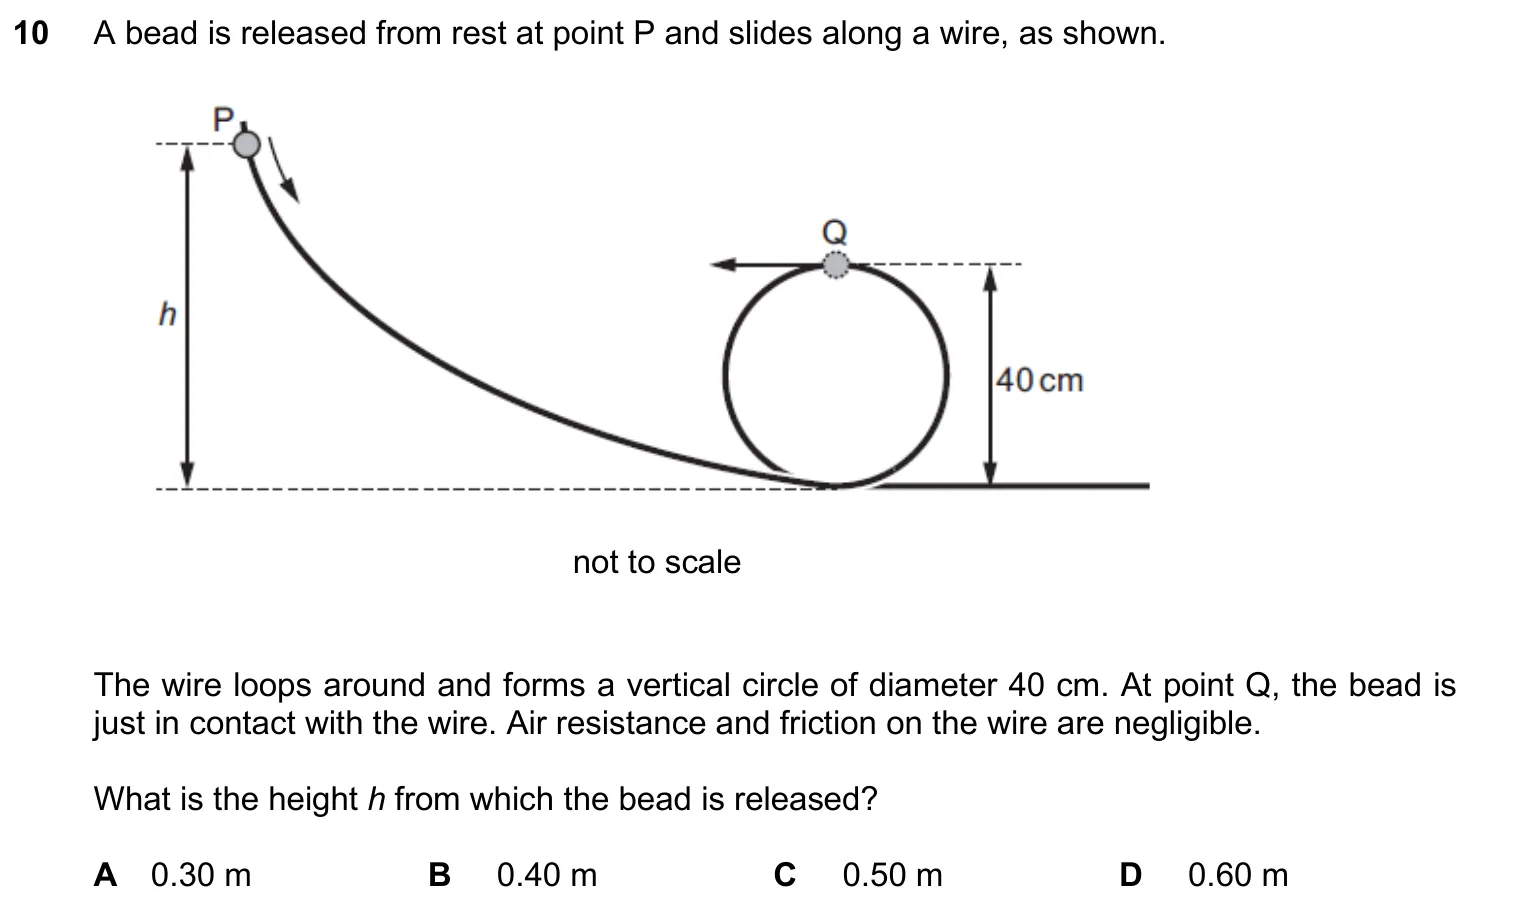 10 A bead is released from rest at point P and slides along a wire, as shown.
P
Q
h
40 cm
not to scale
The wire loops around and forms a vertical circle of diameter 40 cm. At point Q, the bead is
just in contact with the wire. Air resistance and friction on the wire are negligible.
What is the height h from which the bead is released?
A 0.30 m B 0.40 m C 0.50 m D 0.60 m